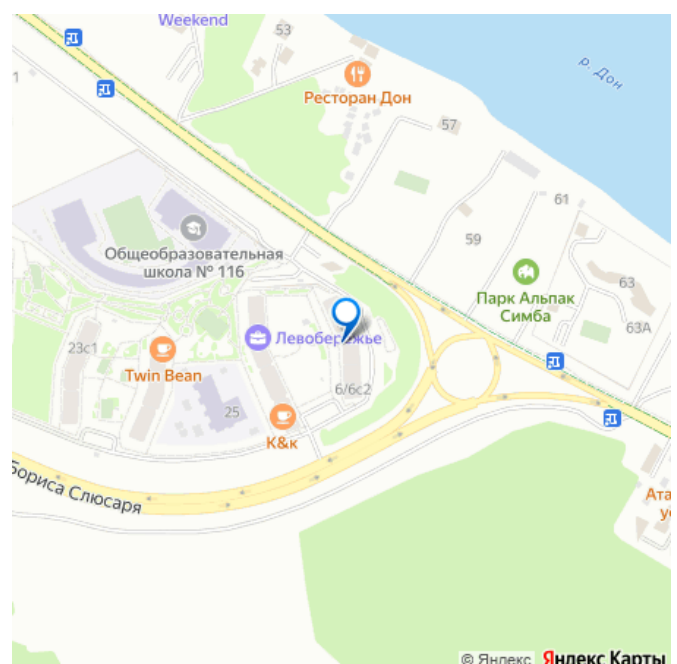 Weekend
53
р. Дон
Ресторан Дон
57
1
61
59
Общеобразовательная
школа № 116
63
Парк Альпак
Симба
63А
Левобережье
23с1
Twin Bean
6/6с2
25
К&к
Бориса Слюсаря
Ата
у
© Яндекс Яндекс Карты